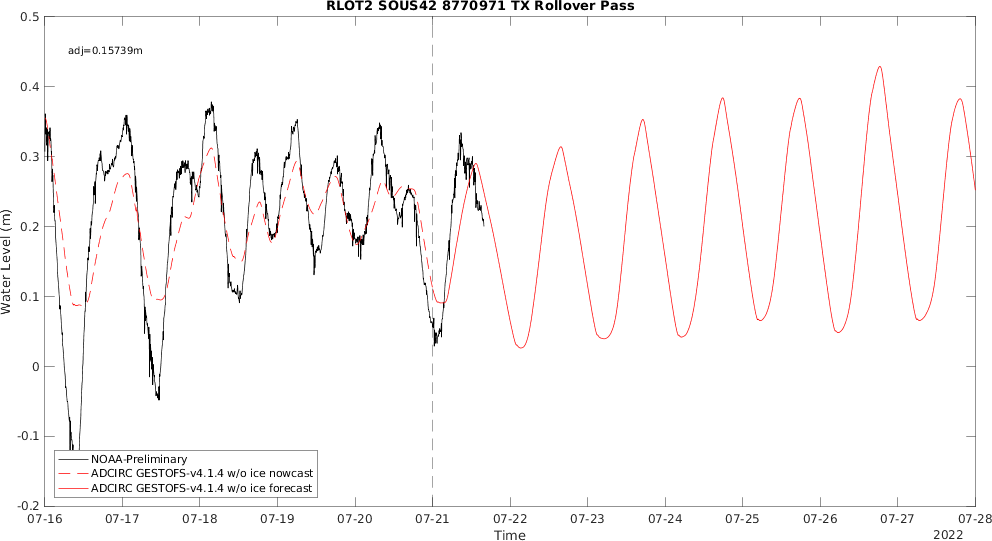 RLOT2 SOUS42 8770971 TX Rollover Pass
0.5
adj=0.15739m
0.4
0.3
0.2
0.1
0
-0.1
-0.2
Water Level (m)
NOAA-Preliminary
ADCIRC GESTOFS-v4.1.4 w/o ice nowcast
ADCIRC GESTOFS-v4.1.4 w/o ice forecast
07-16 07-17 07-18 07-19 07-20 07-21 07-22 07-23 07-24 07-25 07-26 07-27 07-28
Time
2022